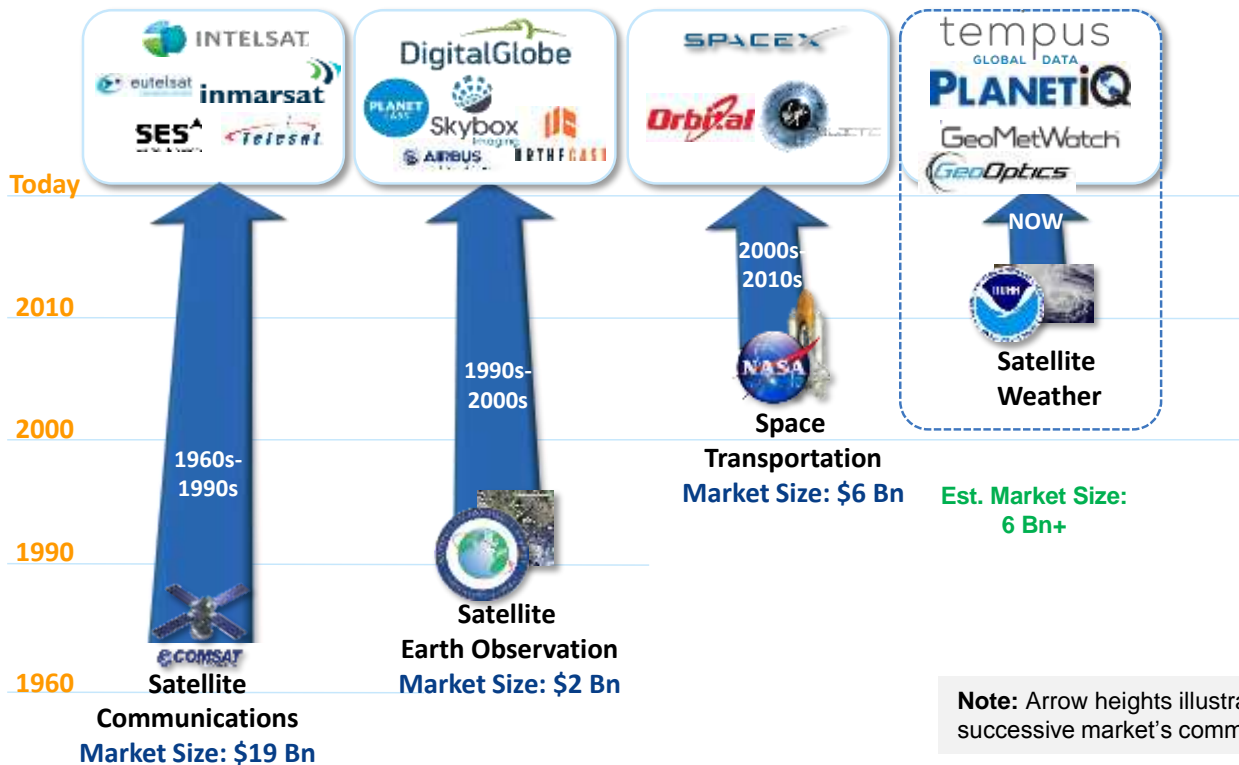 INTELSAT
eutelsat
inmarsat
SES
Telesat
DigitalGlobe
PLANET
LABS
Skybox
Imaging
AIRBUS
URTHECAST
SPACEX
Orbital
tempus
GLOBAL DATA
PLANETIQ
GeoMetWatch
GeoOptics
Today
2010
2000
1990
1960
1960s-
1990s
COMSAT
Satellite
Communications
Market Size: $19 Bn
1990s-
2000s
Satellite
Earth Observation
Market Size: $2 Bn
2000s-
2010s
NASA
Space
Transportation
Market Size: $6 Bn
NOW
Satellite
Weather
Est. Market Size:
6 Bn+
Note: Arrow heights illustra
successive market's comm